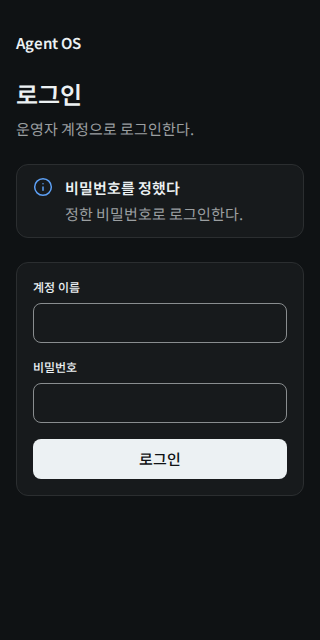 Agent OS
로그인
운영자 계정으로 로그인한다.
비밀번호를 정했다
정한 비밀번호로 로그인한다.
계정 이름
비밀번호
로그인